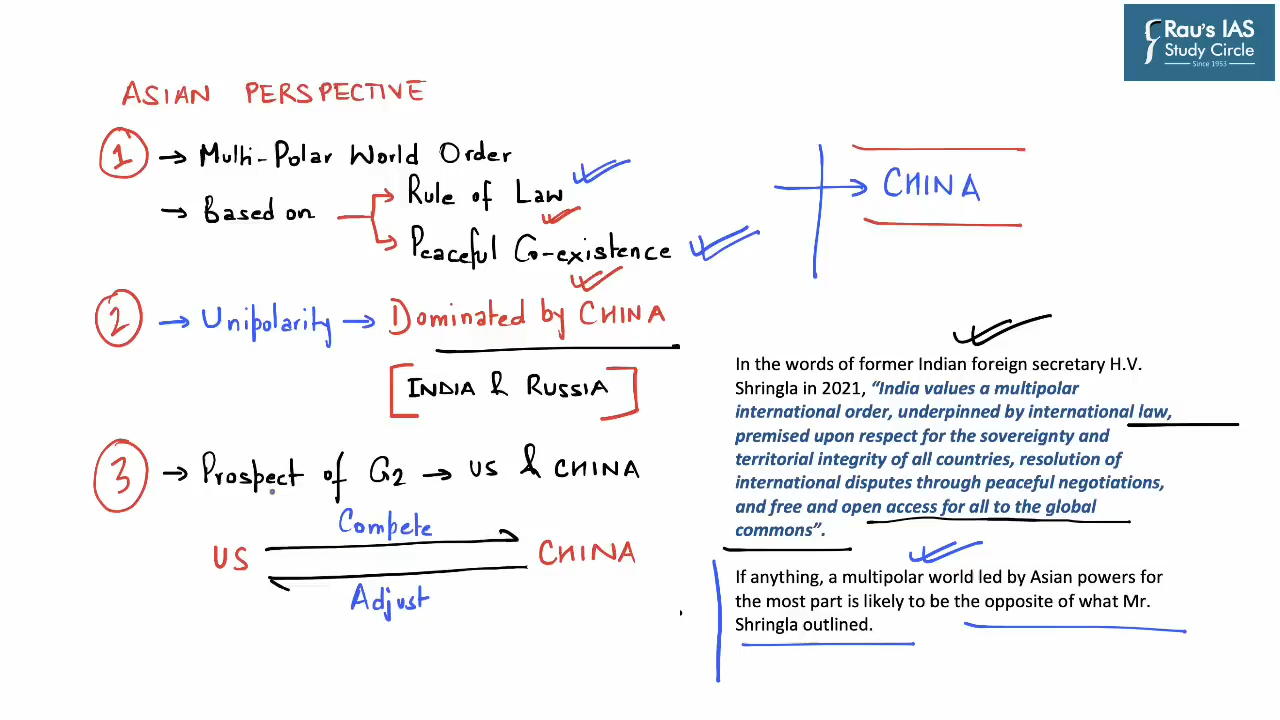 Rau's IAS
Study Circle
Since 1953
ASIAN PERSPECTIVE
1 → Multi-Polar World Order
→ Based on
Rule of Law
Peaceful Co-existence
→ CHINA
2 → Unipolarity → Dominated by CHINA
[INDIA & RUSSIA]
3 → Prospect of G2 → US & CHINA
Compete
US CHINA
Adjust
In the words of former Indian foreign secretary H.V.
Shringla in 2021, “India values a multipolar
international order, underpinned by international law,
premised upon respect for the sovereignty and
territorial integrity of all countries, resolution of
international disputes through peaceful negotiations,
and free and open access for all to the global
commons”.
If anything, a multipolar world led by Asian powers for
the most part is likely to be the opposite of what Mr.
Shringla outlined.